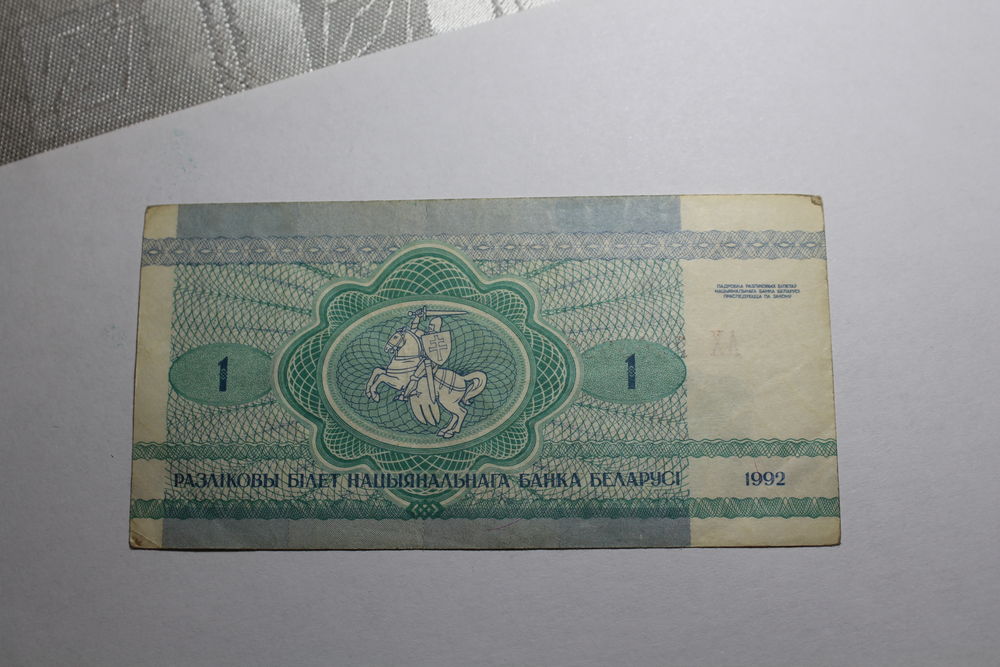 ПАДРОБКА РАЗЛІКОВЫХ БІЛЕТАЎ
НАЦЫЯНАЛЬНАГА БАНКА БЕЛАРУСІ
ПРАСЛЕДУЕЦЦА ПА ЗАКОНУ
1
1
РАЗЛІКОВЫ БІЛЕТ НАЦЫЯНАЛЬНАГА БАНКА БЕЛАРУСІ
1992